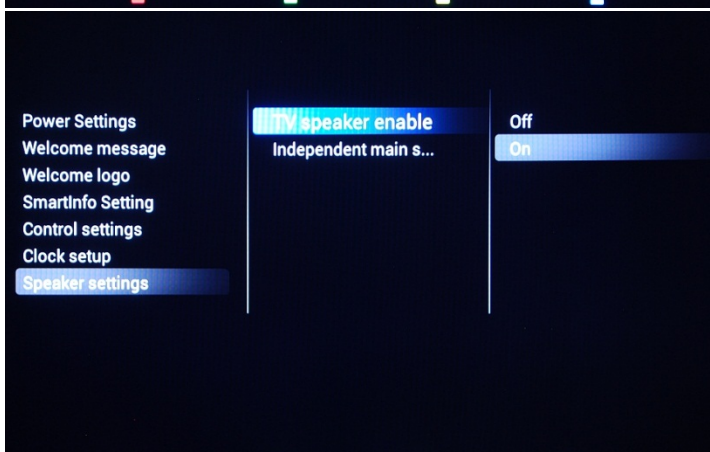 Power Settings
Welcome message
Welcome logo
SmartInfo Setting
Control settings
Clock setup
Speaker settings
TV speaker enable
Independent main s...
Off
On